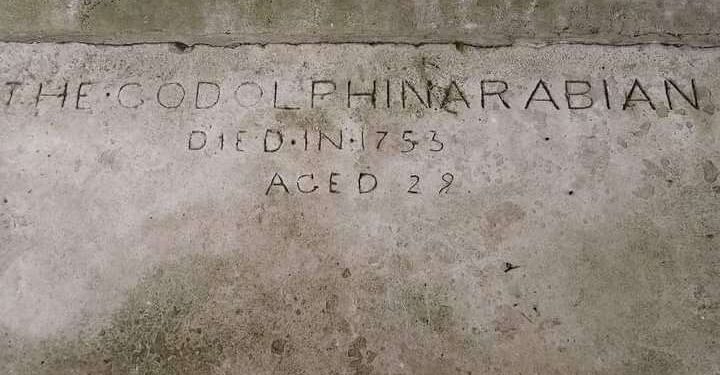 THE·GODOLPHIN ARABIAN
DIED·IN·1753
AGED 29